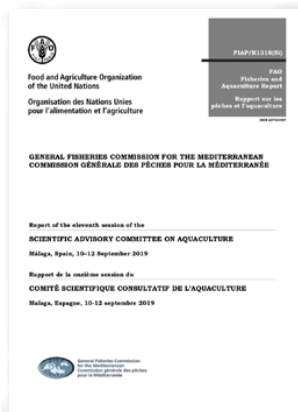 FIAP/R1318(Bi)
FAO
Fisheries and
Aquaculture Report
Rapport sur les
pêches et l'aquaculture
Food and Agriculture Organization
of the United Nations
Organisation des Nations Unies
pour l'alimentation et l'agriculture
GENERAL FISHERIES COMMISSION FOR THE MEDITERRANEAN
COMMISSION GÉNÉRALE DES PÊCHES POUR LA MÉDITERRANÉE
Report of the eleventh session of the
SCIENTIFIC ADVISORY COMMITTEE ON AQUACULTURE
Málaga, Spain, 10–12 September 2019
Rapport de la onzième session du
COMITÉ SCIENTIFIQUE CONSULTATIF DE L'AQUACULTURE
Malaga, Espagne, 10-12 septembre 2019
General Fisheries Commission
for the Mediterranean
Commission générale des pêches
pour la Méditerranée